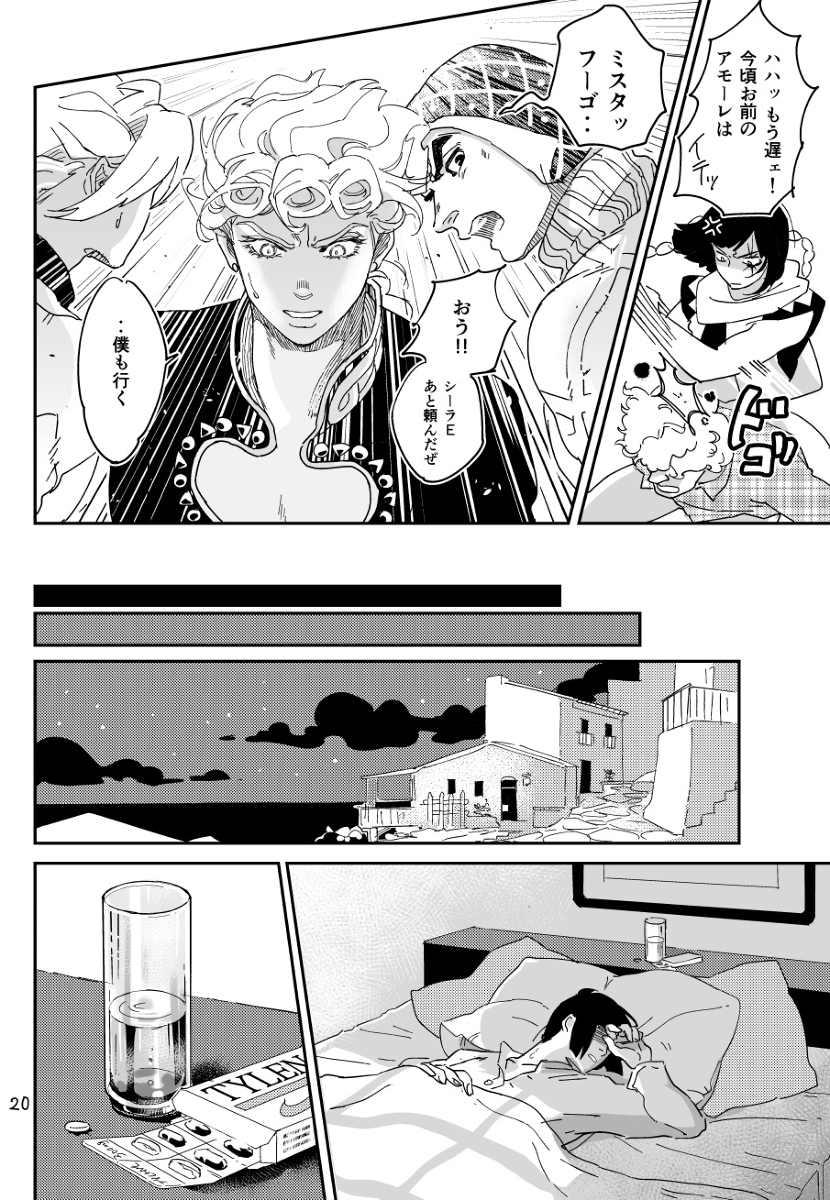 ハハッ もう遅ェ!
今頃お前の
アモーレは
イテッ
ドゴッ
ミスタッ
フーゴ‥
おう!!
シーラE
あと頼んだぜ
‥僕も行く
TYLEN
20